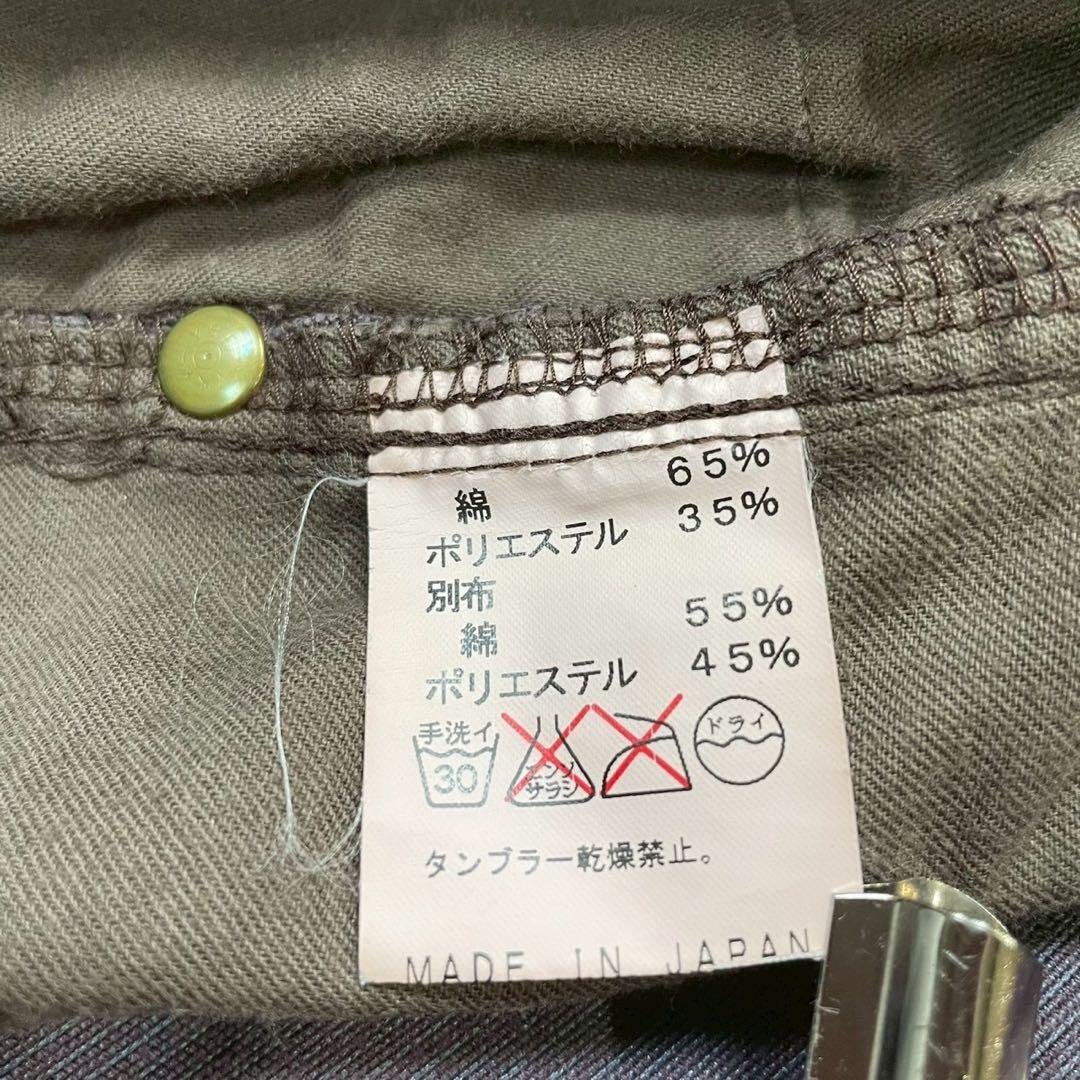 綿 65%
ポリエステル 35%
別布
綿 55%
ポリエステル 45%
手洗イ
30
エンソ
サラシ
ドライ
タンブラー乾燥禁止。
MADE IN JAPAN